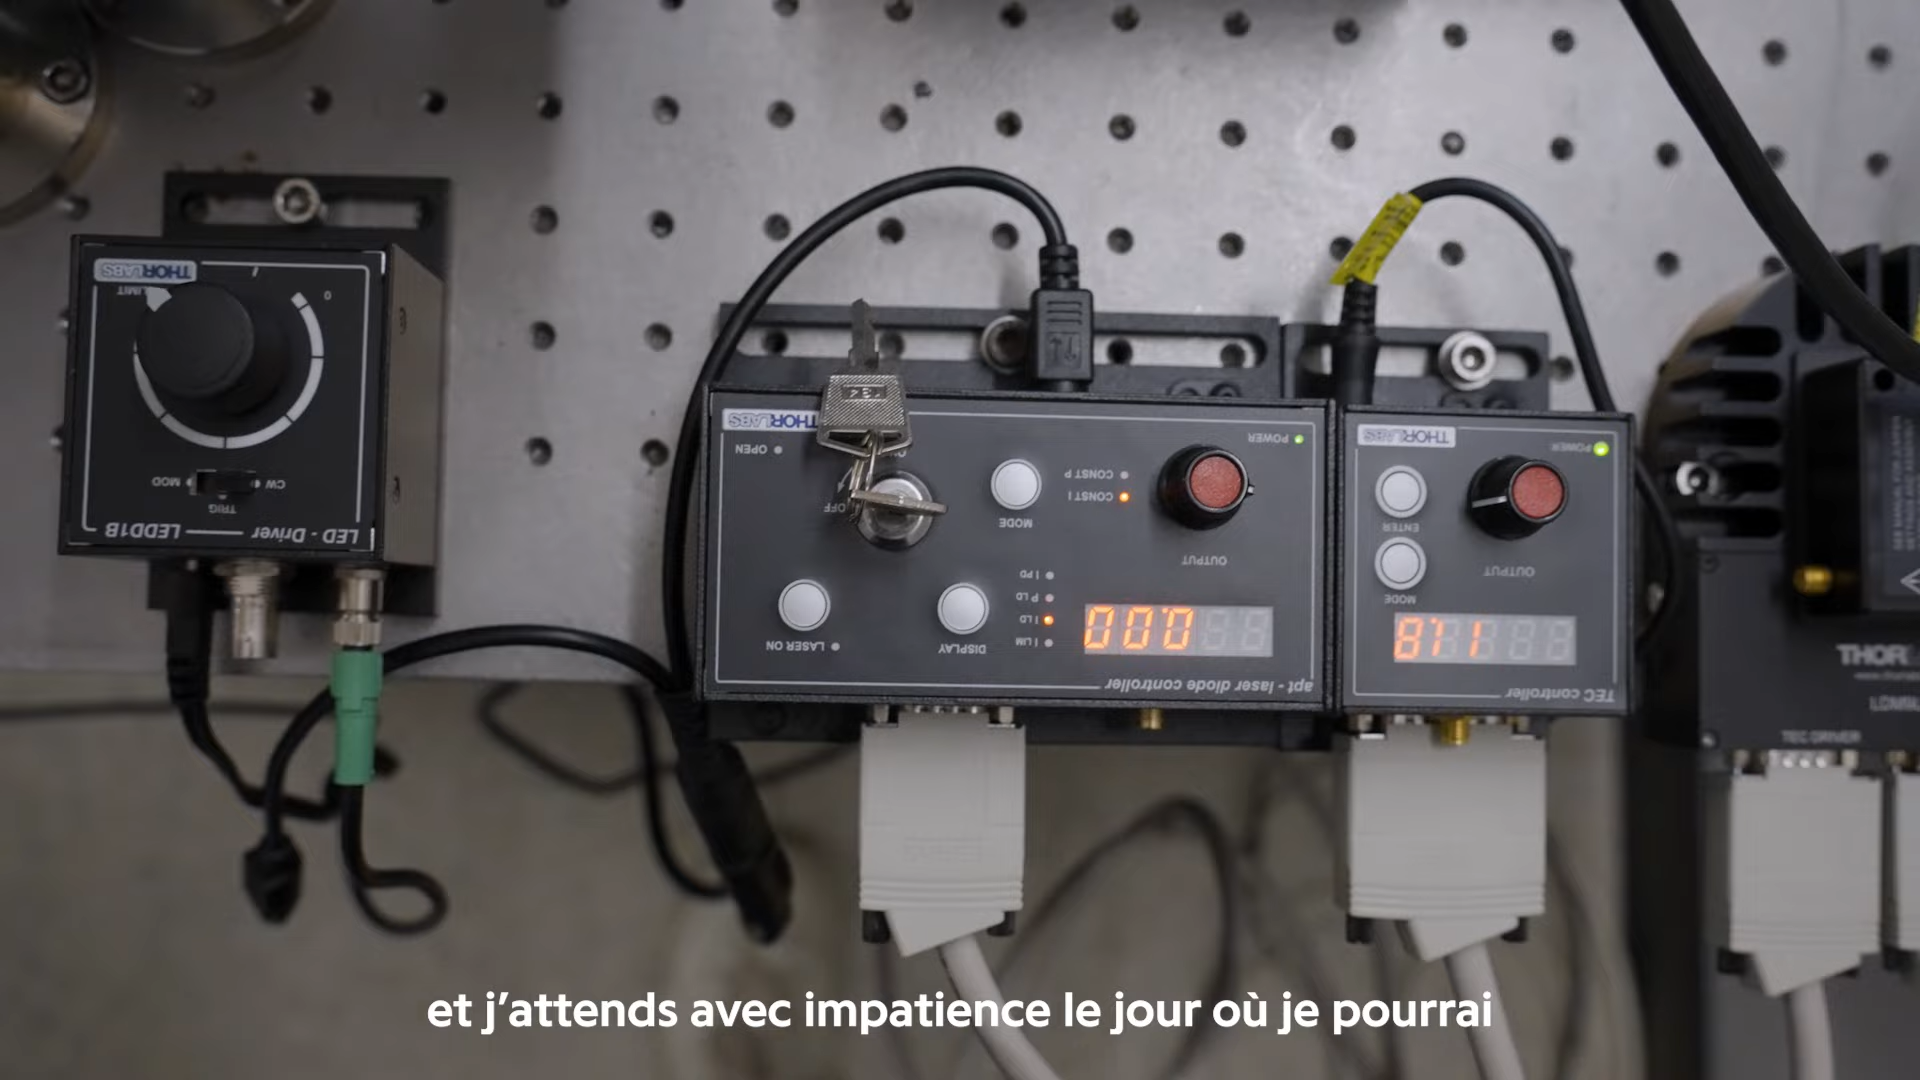 THORLABS
LIMIT
0
MOD
CW
TRIG
LED - Driver
LEDD1B
THORLABS
POWER
OPEN
OFF
CONST P
CONST I
MODE
OUTPUT
I PD
P LD
I LD
I LIM
LASER ON
DISPLAY
apt - laser diode controller
THORLABS
POWER
ENTER
MODE
OUTPUT
TEC controller
TEC DRIVER
et j’attends avec impatience le jour où je pourrai